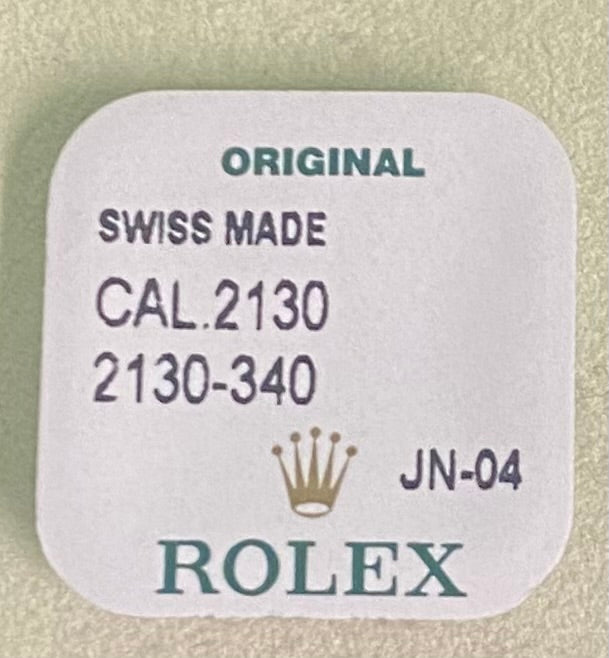 ORIGINAL
SWISS MADE
CAL.2130
2130-340
JN-04
ROLEX